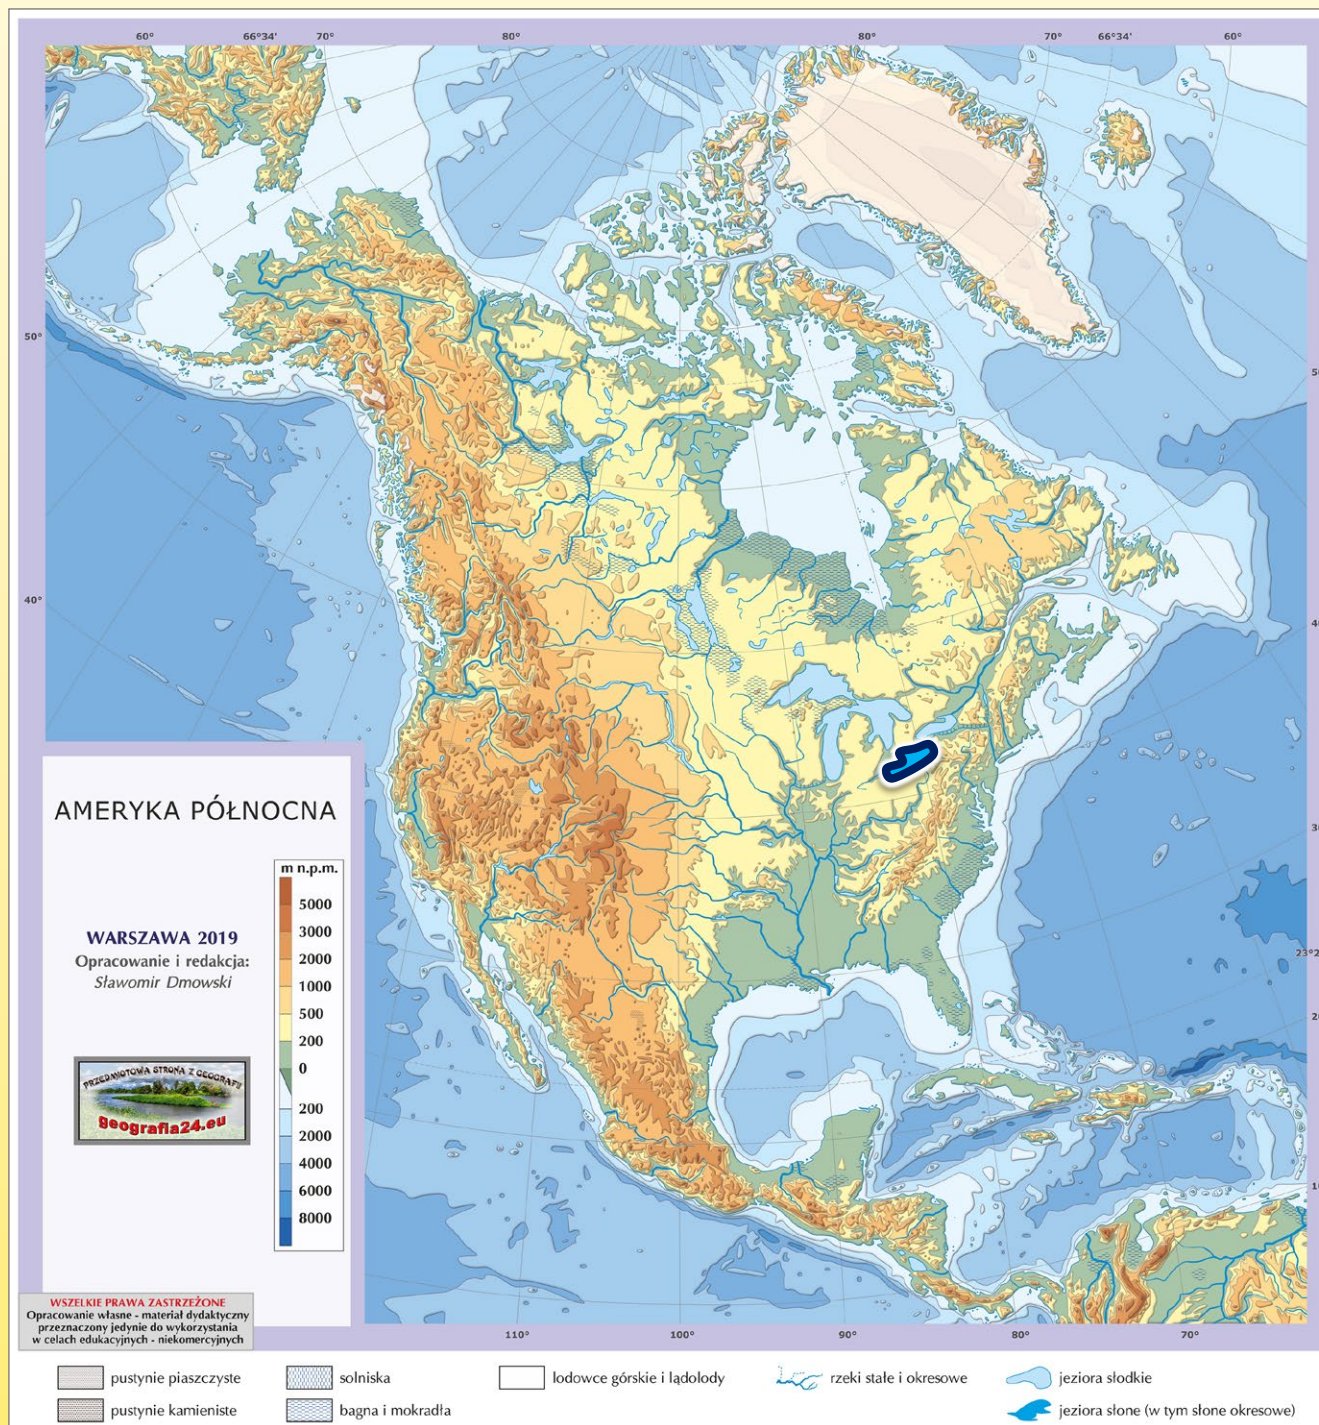 60°
66°34'
70°
80°
80°
70°
66°34'
60°
50°
40°
AMERYKA PÓŁNOCNA
WARSZAWA 2019
Opracowanie i redakcja:
Sławomir Dmowski
PRZEDMIOTOWA STRONA Z GEOGRAFII
geografia24.eu
m n.p.m.
5000
3000
2000
1000
500
200
0
200
2000
4000
6000
8000
WSZELKIE PRAWA ZASTRZEŻONE
Opracowanie własne - materiał dydaktyczny
przeznaczony jedynie do wykorzystania
w celach edukacyjnych - niekomercyjnych
110°
100°
90°
80°
70°
pustynie piaszczyste
solniska
lodowce górskie i lądolody
rzeki stałe i okresowe
jeziora słodkie
pustynie kamieniste
bagna i mokradła
jeziora słone (w tym słone okresowe)